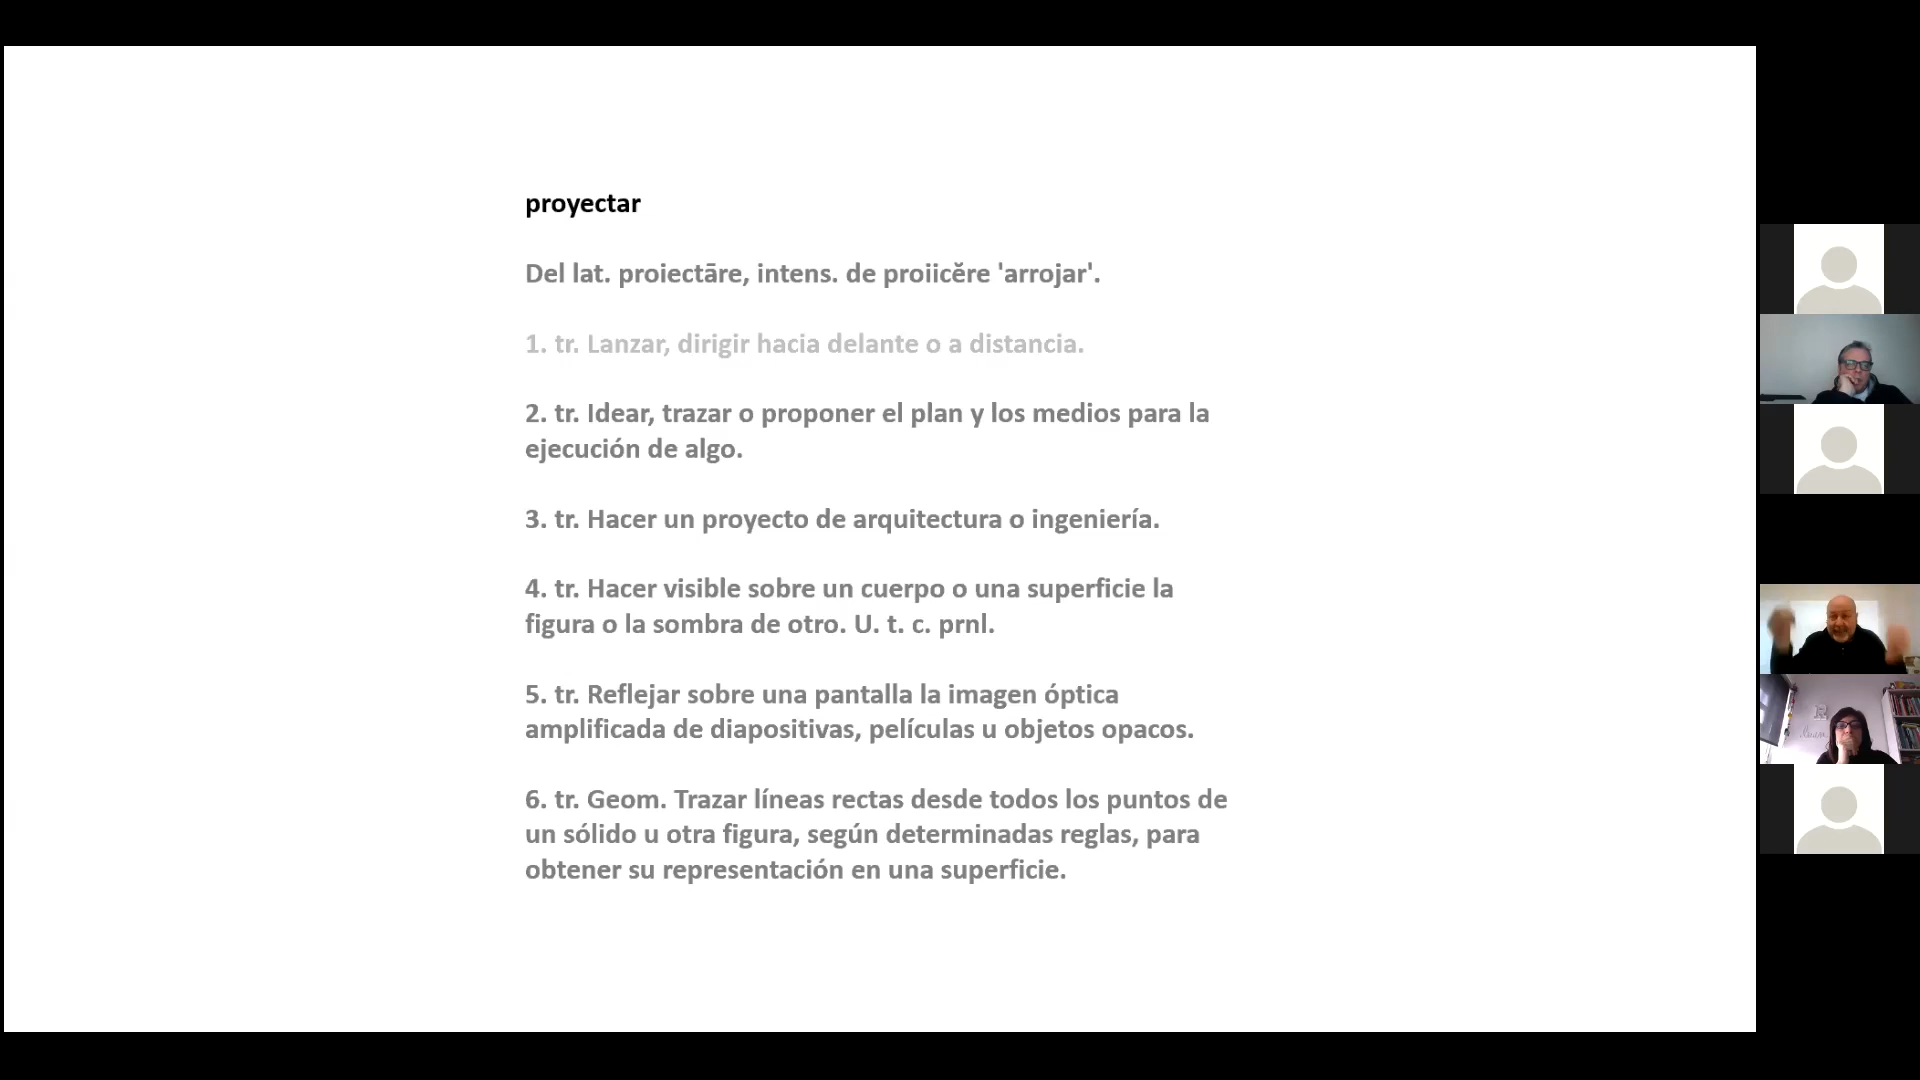 proyectar
Del lat. proiectāre, intens. de proiicĕre 'arrojar'.
1. tr. Lanzar, dirigir hacia delante o a distancia.
2. tr. Idear, trazar o proponer el plan y los medios para la
ejecución de algo.
3. tr. Hacer un proyecto de arquitectura o ingeniería.
4. tr. Hacer visible sobre un cuerpo o una superficie la
figura o la sombra de otro. U. t. c. prnl.
5. tr. Reflejar sobre una pantalla la imagen óptica
amplificada de diapositivas, películas u objetos opacos.
6. tr. Geom. Trazar líneas rectas desde todos los puntos de
un sólido u otra figura, según determinadas reglas, para
obtener su representación en una superficie.
R